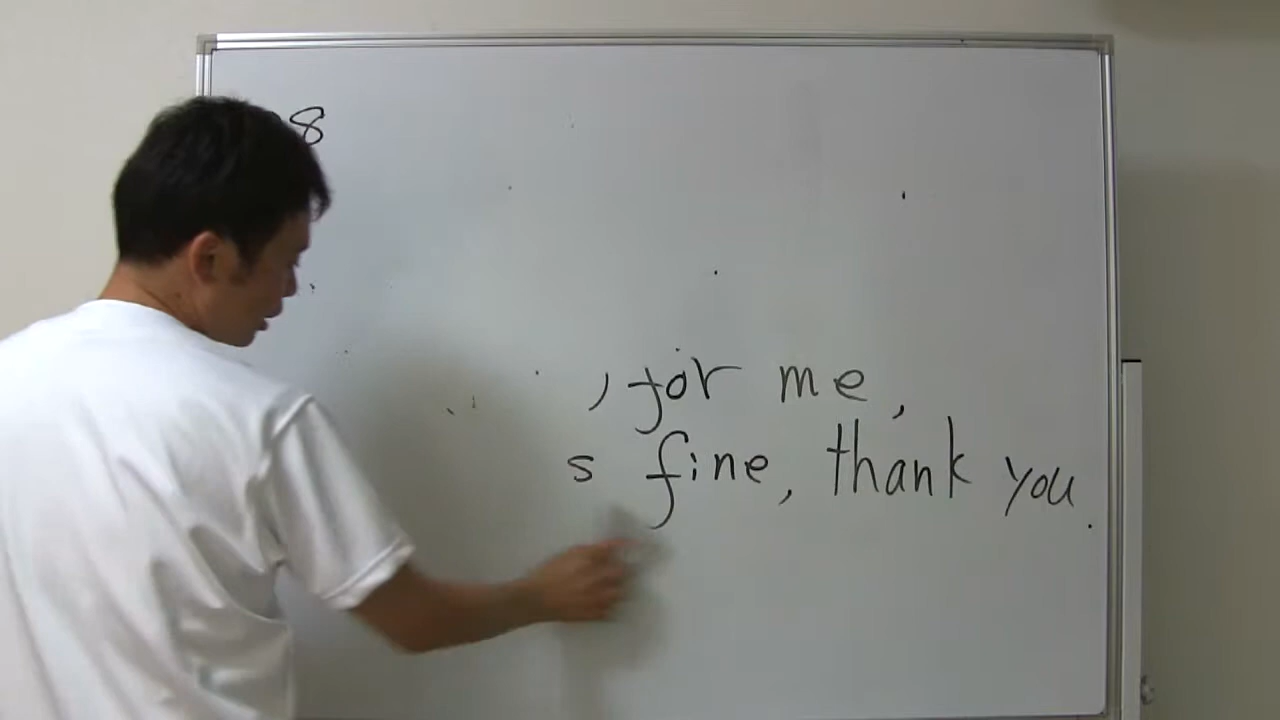 8
, for me,
s fine, thank you.